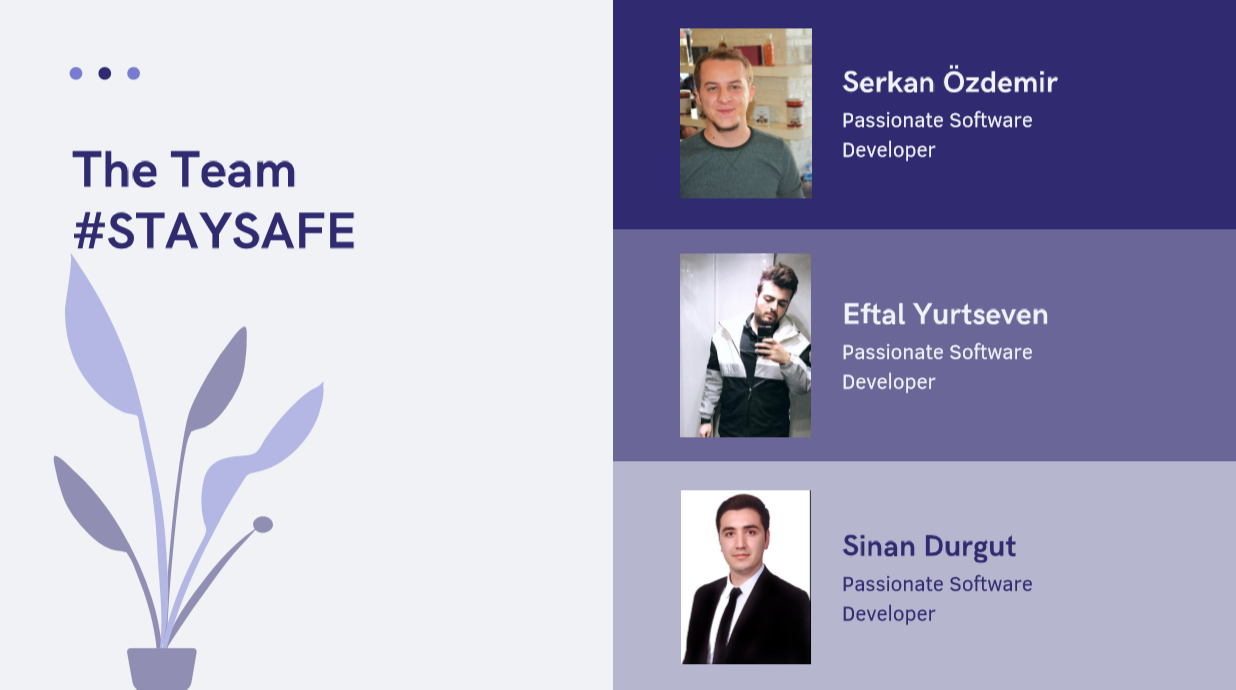 The Team
#STAYSAFE
Serkan Özdemir
Passionate Software
Developer
Eftal Yurtseven
Passionate Software
Developer
Sinan Durgut
Passionate Software
Developer